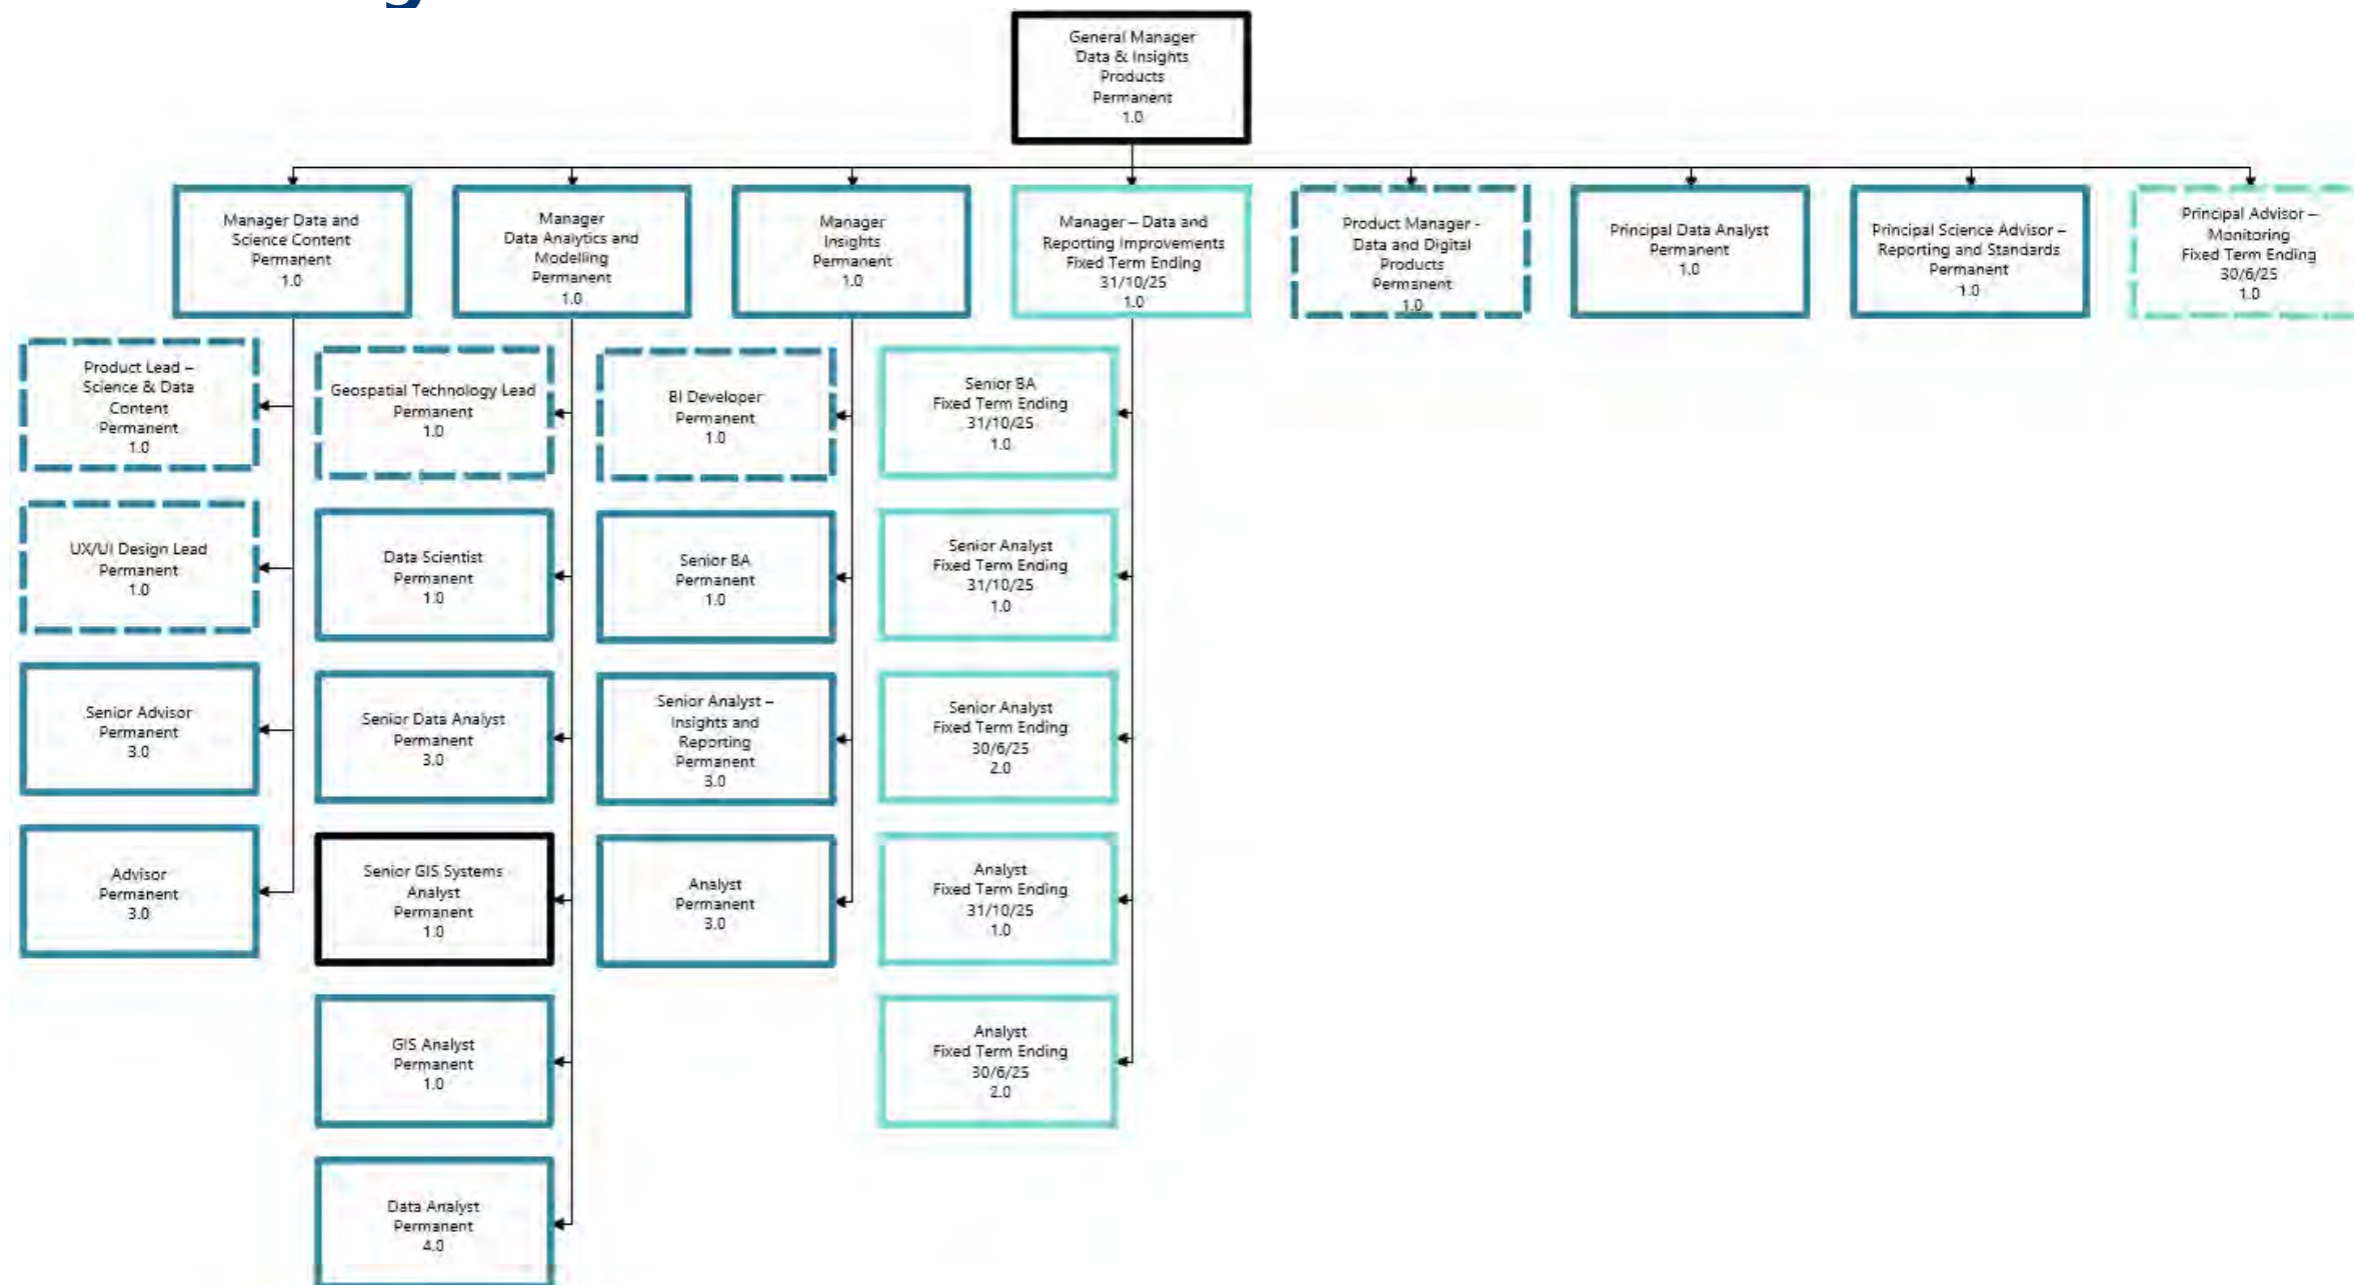 General Manager
Data & Insights
Products
Permanent
1.0
Manager Data and
Science Content
Permanent
1.0
Manager
Data Analytics and
Modelling
Permanent
1.0
Manager
Insights
Permanent
1.0
Manager – Data and
Reporting Improvements
Fixed Term Ending
31/10/25
1.0
Product Manager -
Data and Digital
Products
Permanent
1.0
Principal Data Analyst
Permanent
1.0
Principal Science Advisor –
Reporting and Standards
Permanent
1.0
Principal Advisor –
Monitoring
Fixed Term Ending
30/6/25
1.0
Product Lead –
Science & Data
Content
Permanent
1.0
UX/UI Design Lead
Permanent
1.0
Senior Advisor
Permanent
3.0
Advisor
Permanent
3.0
Geospatial Technology Lead
Permanent
1.0
Data Scientist
Permanent
1.0
Senior Data Analyst
Permanent
3.0
Senior GIS Systems
Analyst
Permanent
1.0
GIS Analyst
Permanent
1.0
Data Analyst
Permanent
4.0
BI Developer
Permanent
1.0
Senior BA
Permanent
1.0
Senior Analyst –
Insights and
Reporting
Permanent
3.0
Analyst
Permanent
3.0
Senior BA
Fixed Term Ending
31/10/25
1.0
Senior Analyst
Fixed Term Ending
31/10/25
1.0
Senior Analyst
Fixed Term Ending
30/6/25
2.0
Analyst
Fixed Term Ending
31/10/25
1.0
Analyst
Fixed Term Ending
30/6/25
2.0